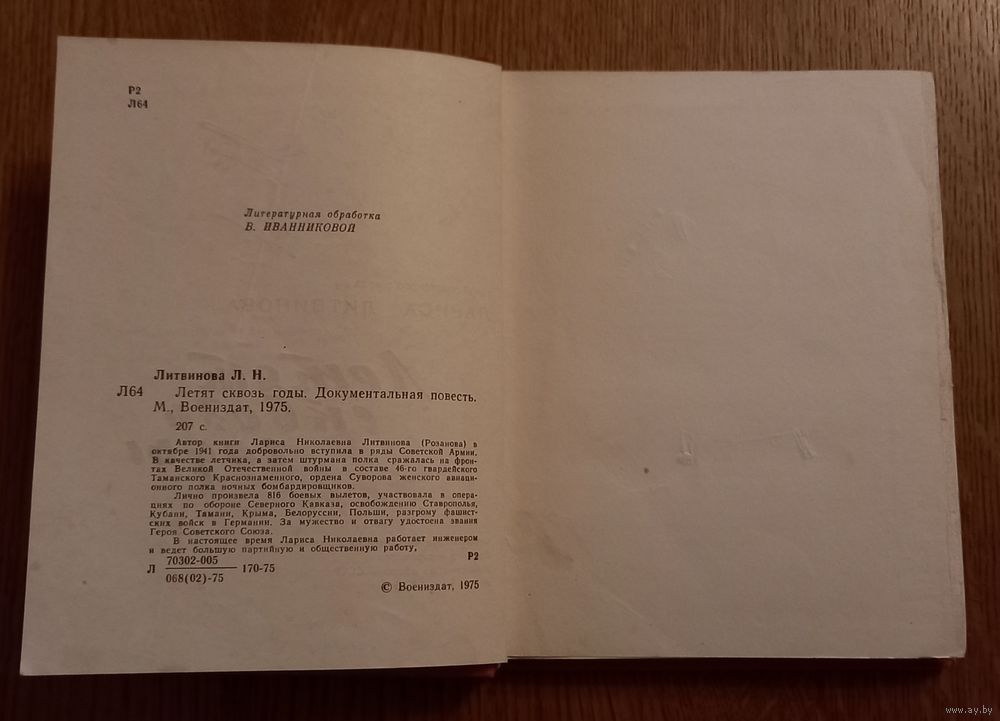 Р2
Л64
Литературная обработка
В. ИВАННИКОВОЙ
ЛАРИСА ЛИТВИНОВА
Литвинова Л. Н.
Л64 Летят сквозь годы. Документальная повесть.
М., Воениздат, 1975.
207 с.
Автор книги Лариса Николаевна Литвинова (Розанова) в
октябре 1941 года добровольно вступила в ряды Советской Армии.
В качестве летчика, а затем штурмана полка сражалась на фрон-
тах Великой Отечественной войны в составе 46-го гвардейского
Таманского Краснознаменного, ордена Суворова женского авиаци-
онного полка ночных бомбардировщиков.
Лично произвела 816 боевых вылетов, участвовала в опера-
циях по обороне Северного Кавказа, освобождению Ставрополья,
Кубани, Тамани, Крыма, Белоруссии, Польши, разгрому фашист-
ских войск в Германии. За мужество и отвагу удостоена звания
Героя Советского Союза.
В настоящее время Лариса Николаевна работает инженером
и ведет большую партийную и общественную работу.
Л 70302-005 170-75 Р2
068(02)-75
© Воениздат, 1975
www.ay.by